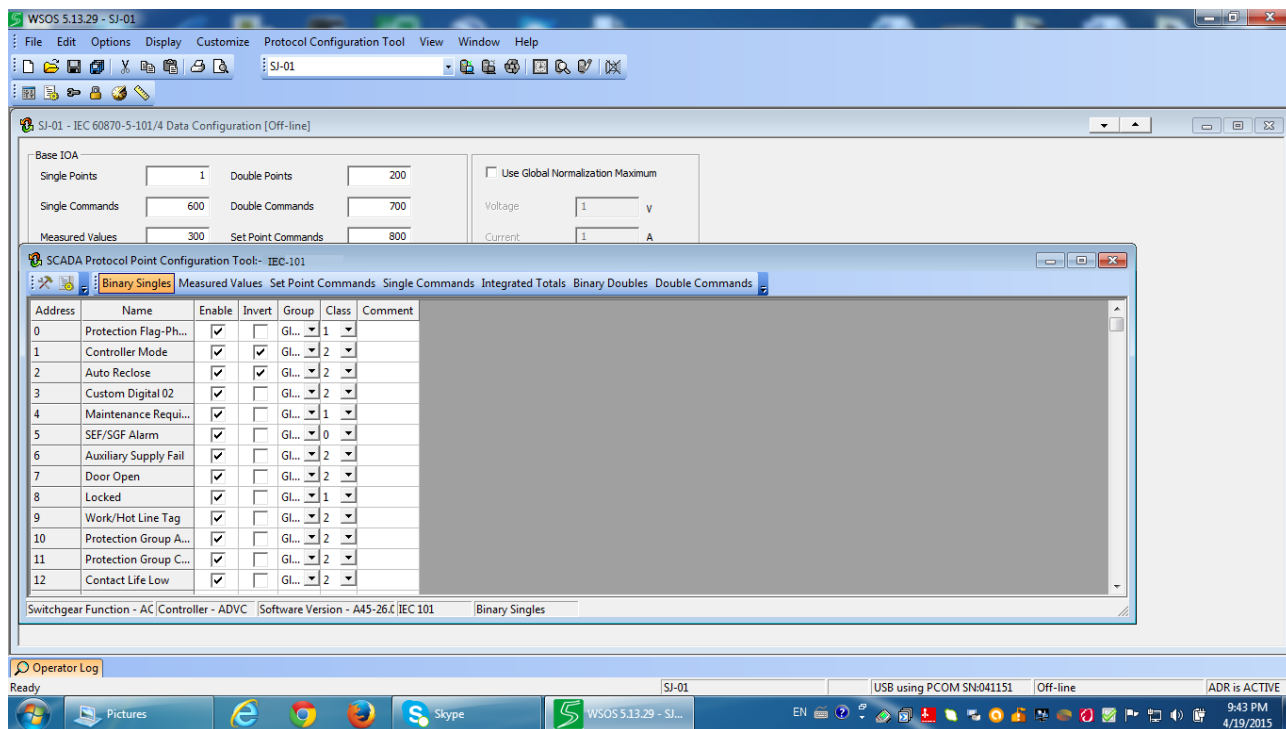 WSOS 5.13.29 - SJ-01
File Edit Options Display Customize Protocol Configuration Tool View Window Help
SJ-01
SJ-01 - IEC 60870-5-101/4 Data Configuration [Off-line]
Base IOA
Single Points 1 Double Points 200 Use Global Normalization Maximum
Single Commands 600 Double Commands 700 Voltage 1 V
Measured Values 300 Set Point Commands 800 Current 1 A
SCADA Protocol Point Configuration Tool:- IEC-101
Binary Singles Measured Values Set Point Commands Single Commands Integrated Totals Binary Doubles Double Commands
Address Name Enable Invert Group Class Comment
0 Protection Flag-Ph... Gl... 1
1 Controller Mode Gl... 2
2 Auto Reclose Gl... 2
3 Custom Digital 02 Gl... 2
4 Maintenance Requi... Gl... 1
5 SEF/SGF Alarm Gl... 0
6 Auxiliary Supply Fail Gl... 2
7 Door Open Gl... 2
8 Locked Gl... 1
9 Work/Hot Line Tag Gl... 2
10 Protection Group A... Gl... 2
11 Protection Group C... Gl... 2
12 Contact Life Low Gl... 2
Switchgear Function - AC Controller - ADVC Software Version - A45-26.( IEC 101 Binary Singles
Operator Log
Ready SJ-01 USB using PCOM SN:041151 Off-line ADR is ACTIVE
Pictures Skype WSOS 5.13.29 - SJ... EN 9:43 PM
4/19/2015